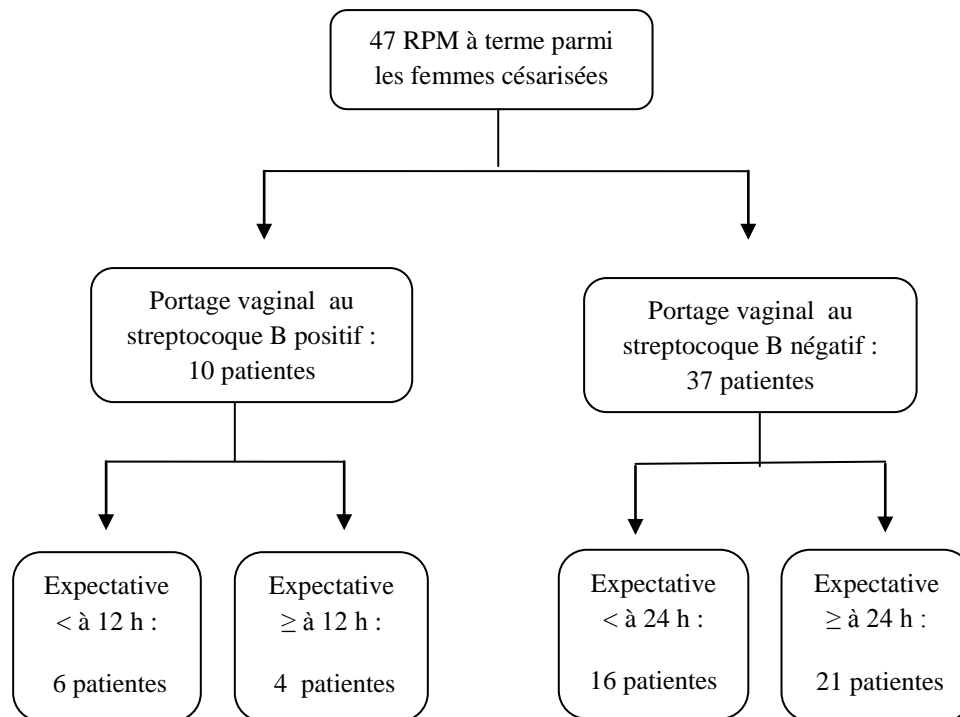 47 RPM à terme parmi
les femmes césarisées
Portage vaginal au
streptocoque B positif :
10 patientes
Portage vaginal au
streptocoque B négatif :
37 patientes
Expectative
< à 12 h :
6 patientes
Expectative
≥ à 12 h :
4 patientes
Expectative
< à 24 h :
16 patientes
Expectative
≥ à 24 h :
21 patientes